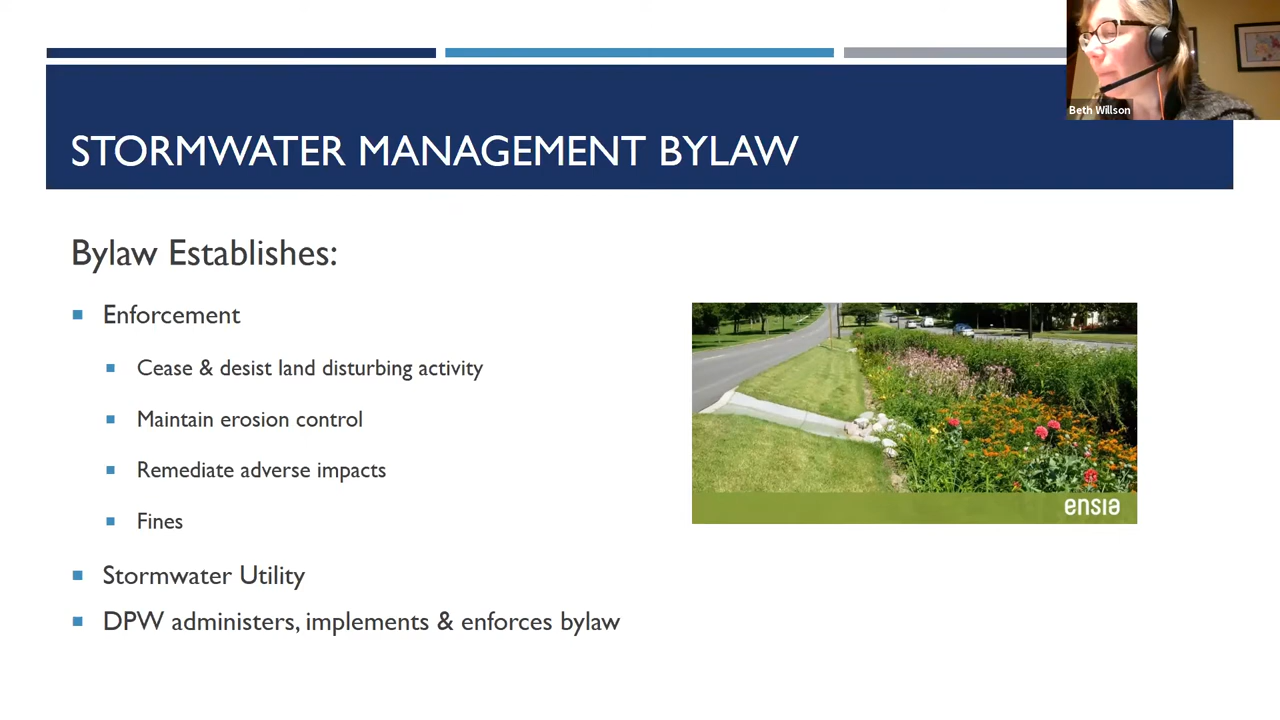 Beth Willson
STORMWATER MANAGEMENT BYLAW
Bylaw Establishes:
Enforcement
Cease & desist land disturbing activity
Maintain erosion control
Remediate adverse impacts
Fines
Stormwater Utility
DPW administers, implements & enforces bylaw
ensia